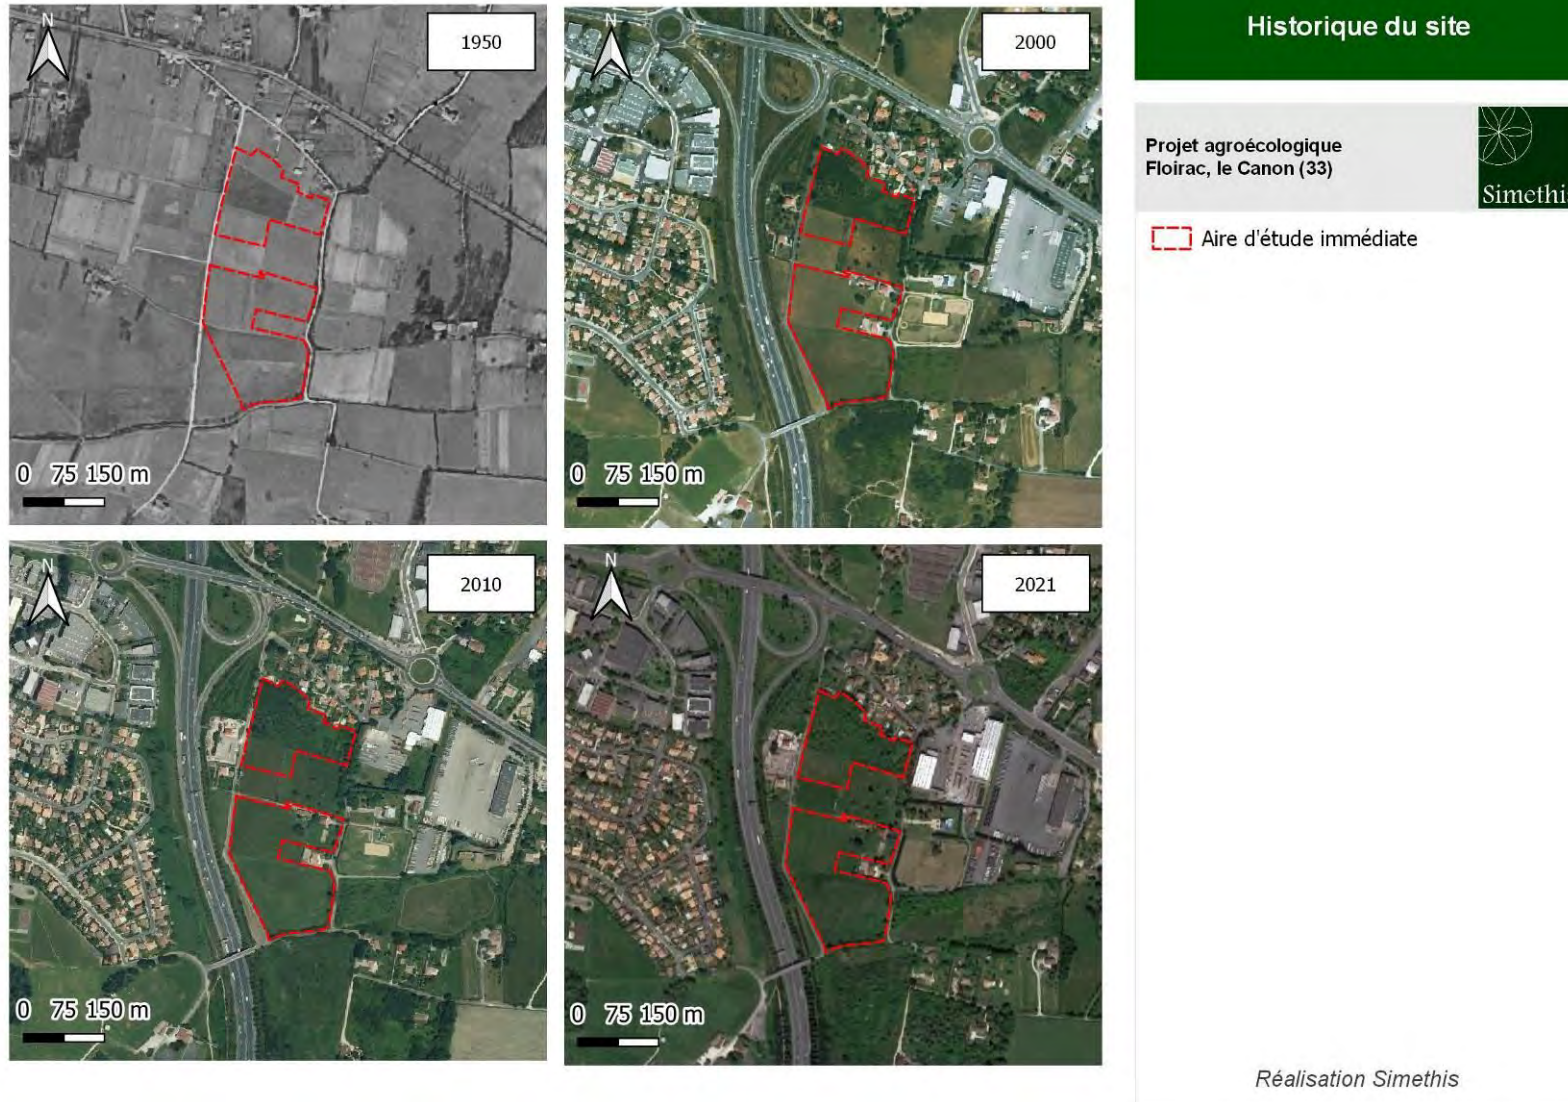 Historique du site
Projet agroécologique
Floirac, le Canon (33)
Simethis
Aire d'étude immédiate
N
1950
0 75 150 m
N
2000
0 75 150 m
N
2010
0 75 150 m
N
2021
0 75 150 m
Réalisation Simethis